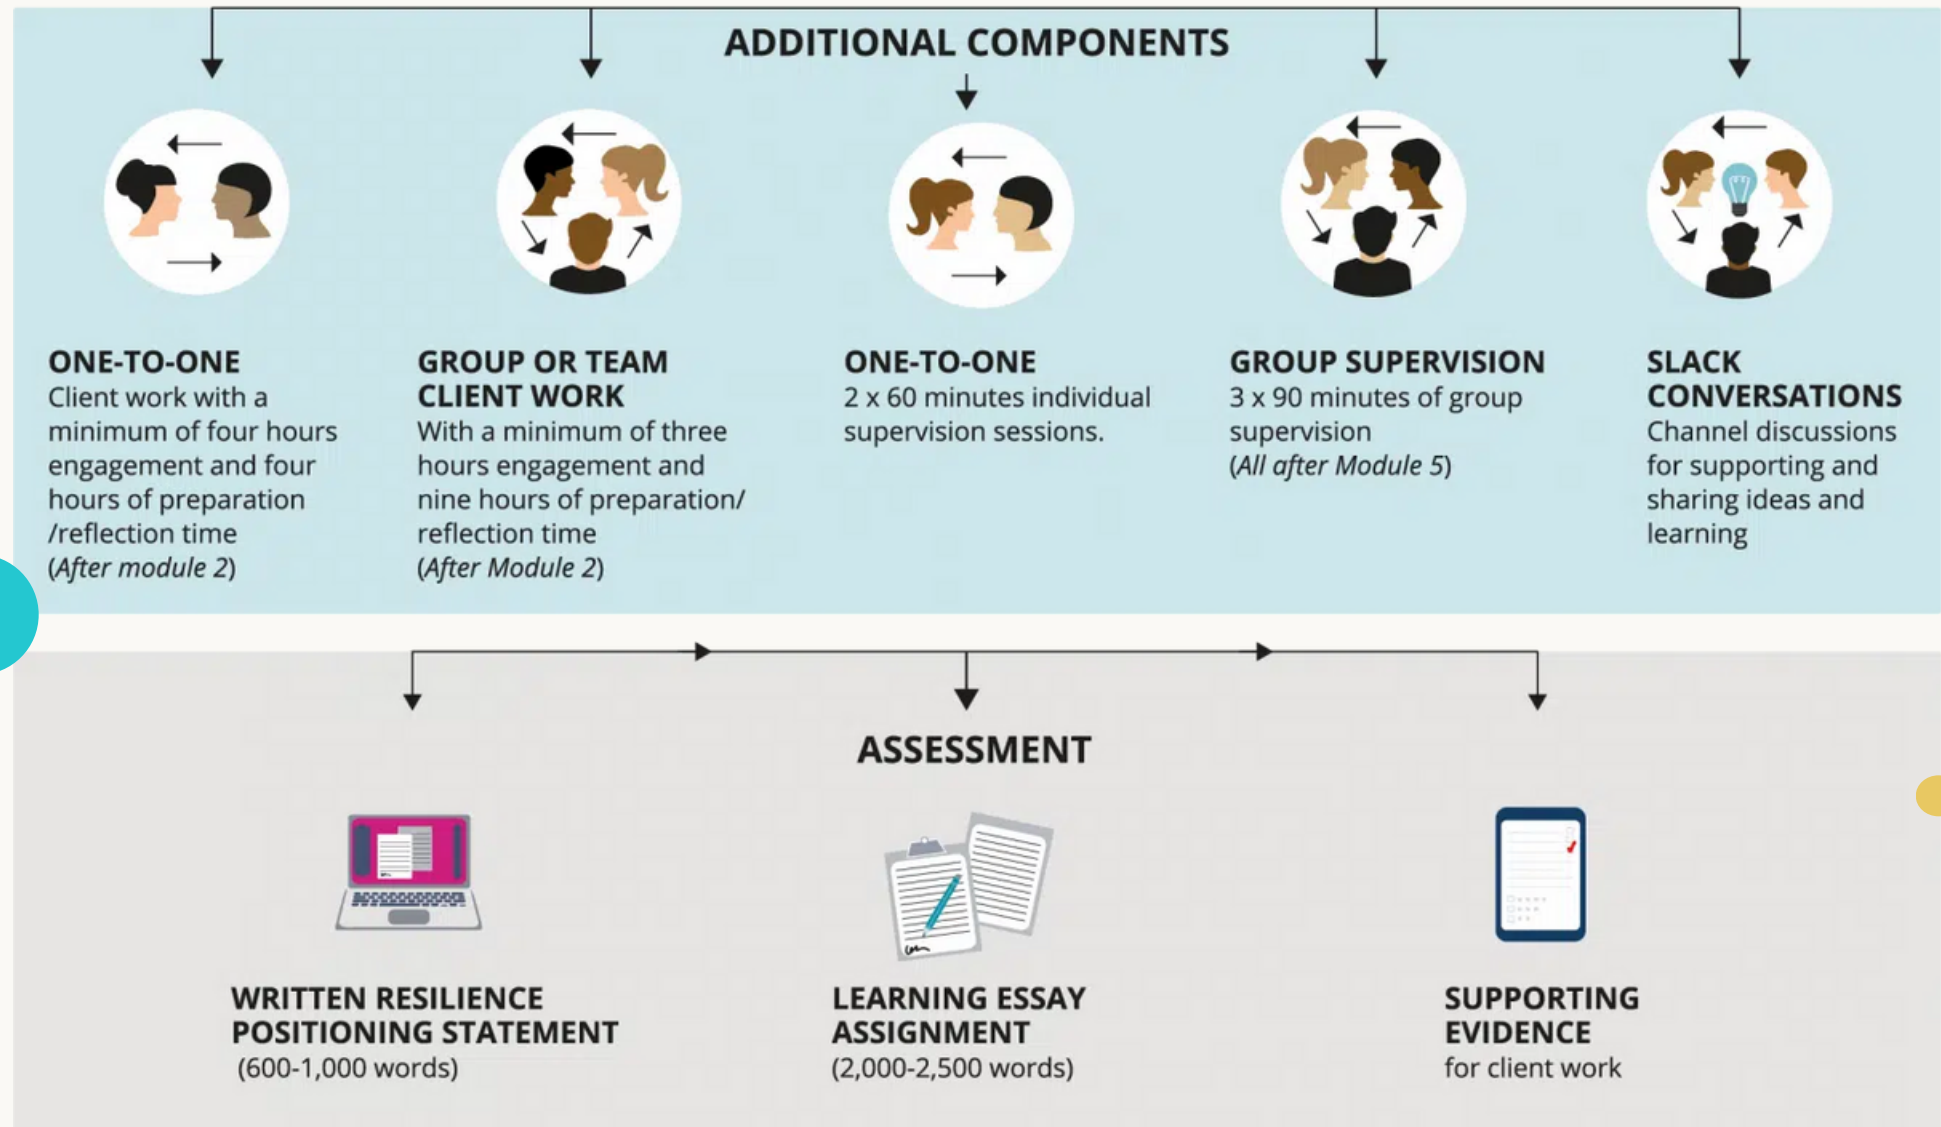 ADDITIONAL COMPONENTS
ONE-TO-ONE
Client work with a
minimum of four hours
engagement and four
hours of preparation
/reflection time
(After module 2)
GROUP OR TEAM
CLIENT WORK
With a minimum of three
hours engagement and
nine hours of preparation/
reflection time
(After Module 2)
ONE-TO-ONE
2 x 60 minutes individual
supervision sessions.
GROUP SUPERVISION
3 x 90 minutes of group
supervision
(All after Module 5)
SLACK
CONVERSATIONS
Channel discussions
for supporting and
sharing ideas and
learning
ASSESSMENT
WRITTEN RESILIENCE
POSITIONING STATEMENT
(600-1,000 words)
LEARNING ESSAY
ASSIGNMENT
(2,000-2,500 words)
SUPPORTING
EVIDENCE
for client work